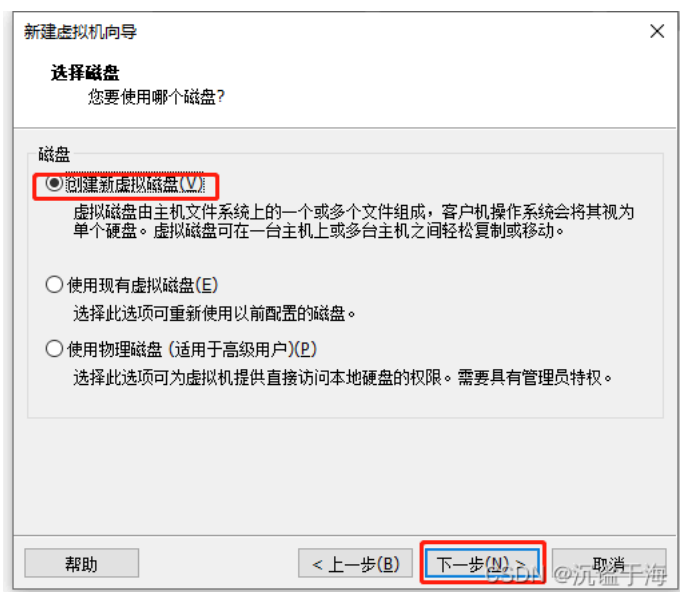 新建虚拟机向导
选择磁盘
您要使用哪个磁盘?
磁盘
创建新虚拟磁盘(V)
虚拟磁盘由主机文件系统上的一个或多个文件组成，客户机操作系统会将其视为
单个硬盘。虚拟磁盘可在一台主机上或多台主机之间轻松复制或移动。
使用现有虚拟磁盘(E)
选择此选项可重新使用以前配置的磁盘。
使用物理磁盘 (适用于高级用户)(P)
选择此选项可为虚拟机提供直接访问本地硬盘的权限。需要具有管理员特权。
帮助
< 上一步(B)
下一步(N) >
取消
CSDN @沉谧于海